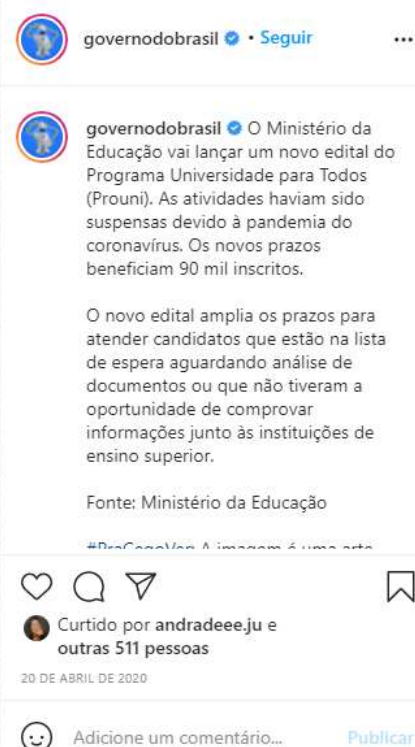 governodobrasil • Seguir
governodobrasil O Ministério da
Educação vai lançar um novo edital do
Programa Universidade para Todos
(Prouni). As atividades haviam sido
suspensas devido à pandemia do
coronavírus. Os novos prazos
beneficiam 90 mil inscritos.
O novo edital amplia os prazos para
atender candidatos que estão na lista
de espera aguardando análise de
documentos ou que não tiveram a
oportunidade de comprovar
informações junto às instituições de
ensino superior.
Fonte: Ministério da Educação
#PraCegoVer A imagem é uma arte
Curtido por andradeee.ju e
outras 511 pessoas
20 DE ABRIL DE 2020
Adicione um comentário... Publicar